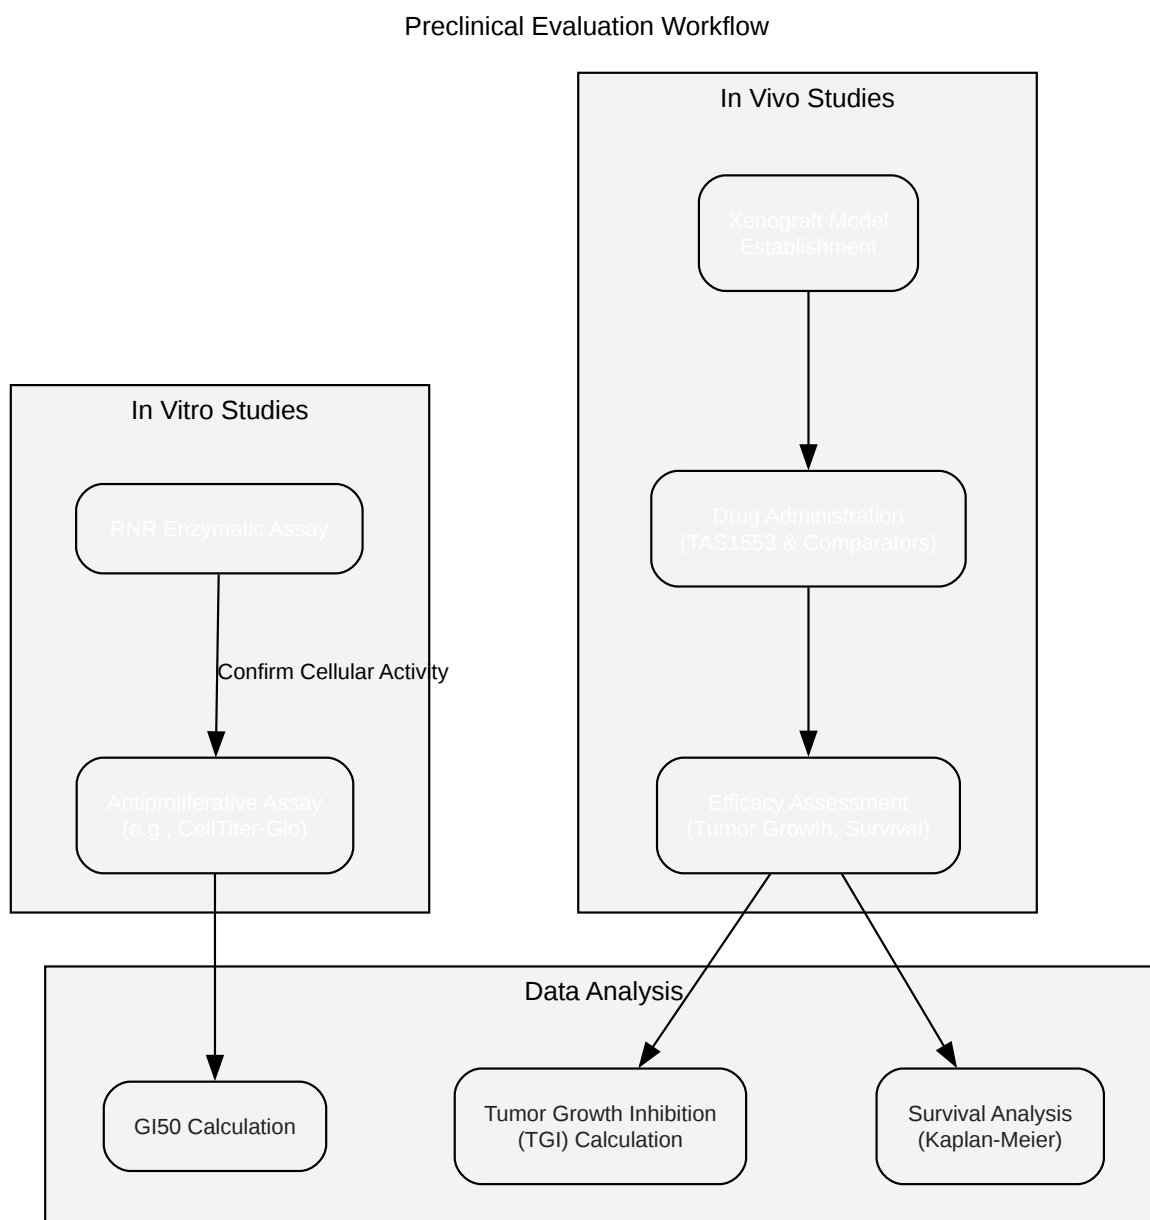 Preclinical Evaluation Workflow
In Vivo Studies
Xenograft Model
Establishment
In Vitro Studies
RNR Enzymatic Assay
Drug Administration
(TAS1553 & Comparators)
Confirm Cellular Activity
Antiproliferative Assay
(e.g., CellTiter-Glo)
Efficacy Assessment
(Tumor Growth, Survival)
Data Analysis
GI50 Calculation
Tumor Growth Inhibition
(TGI) Calculation
Survival Analysis
(Kaplan-Meier)